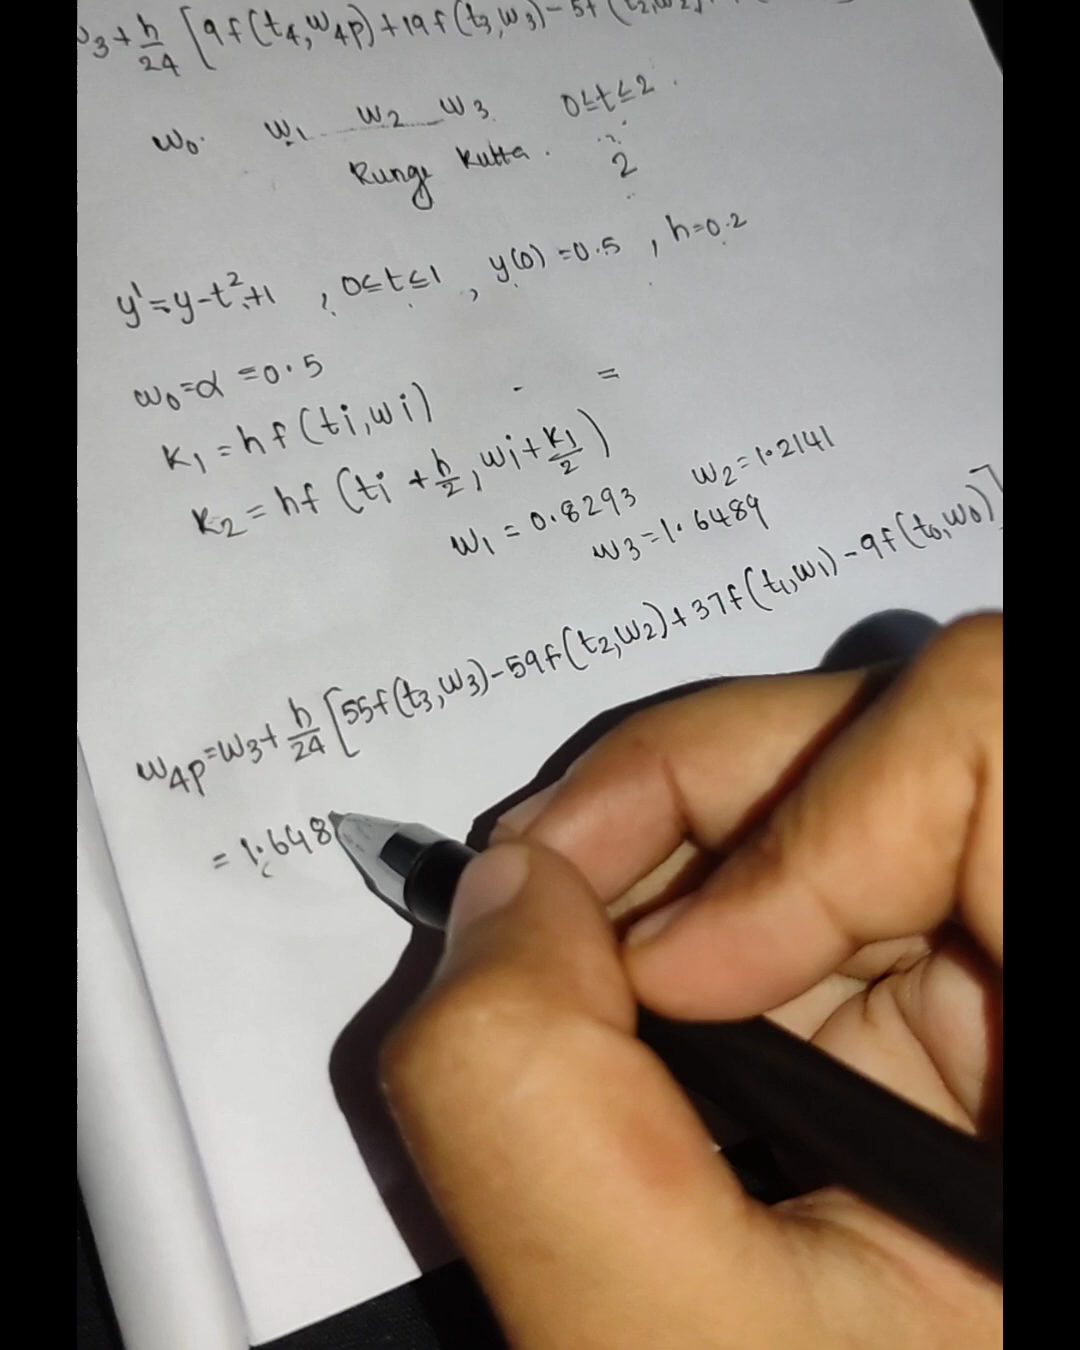 w3+h/24 [9f(t4,w4p)+19f(t3,w3)-5f(t2,w2)
w0. w1 w2 w3 0≤t≤2.
Runge Kutta. 2
y'=y-t²+1, 0≤t≤1, y(0)=0.5, h=0.2
w0=α=0.5
K1=hf(ti,wi) =
K2=hf(ti+h/2,wi+K1/2)
w1=0.8293 w2=1.2141
w3=1.6489
w4p=w3+h/24[55f(t3,w3)-59f(t2,w2)+37f(t1,w1)-9f(t0,w0)]
=1.648